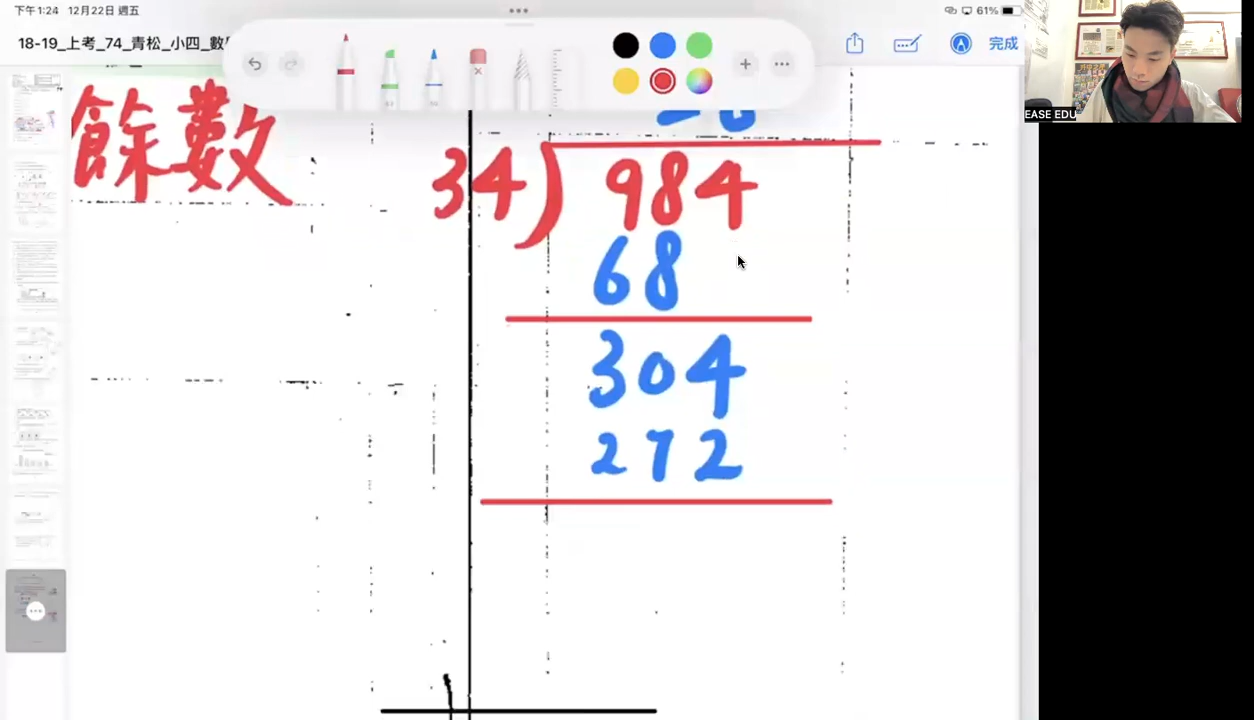 下午1:24 12月22日 週五
61%
18-19_上考_74_青松_小四_數
完成
EASE EDU
餘數
28
34)984
68
304
272